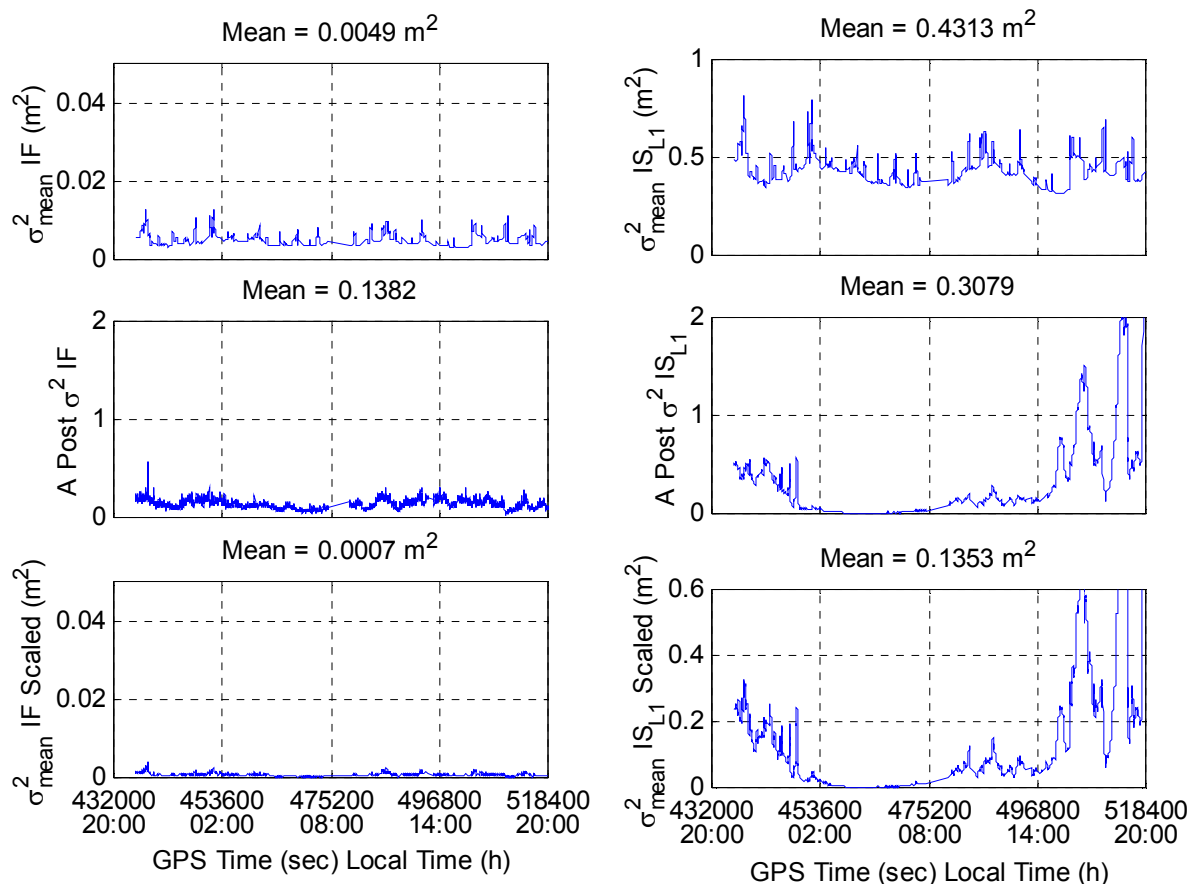 Mean = 0.0049 m²
σ²mean IF (m²)
0.04
0.02
0
Mean = 0.1382
A Post σ² IF
2
1
0
Mean = 0.0007 m²
σ²mean IF Scaled (m²)
0.04
0.02
0
432000 453600 475200 496800 518400
20:00 02:00 08:00 14:00 20:00
GPS Time (sec) Local Time (h)
Mean = 0.4313 m²
σ²mean IS_L1 (m²)
1
0.5
0
Mean = 0.3079
A Post σ² IS_L1
2
1
0
Mean = 0.1353 m²
σ²mean IS_L1 Scaled (m²)
0.6
0.4
0.2
0
432000 453600 475200 496800 518400
20:00 02:00 08:00 14:00 20:00
GPS Time (sec) Local Time (h)